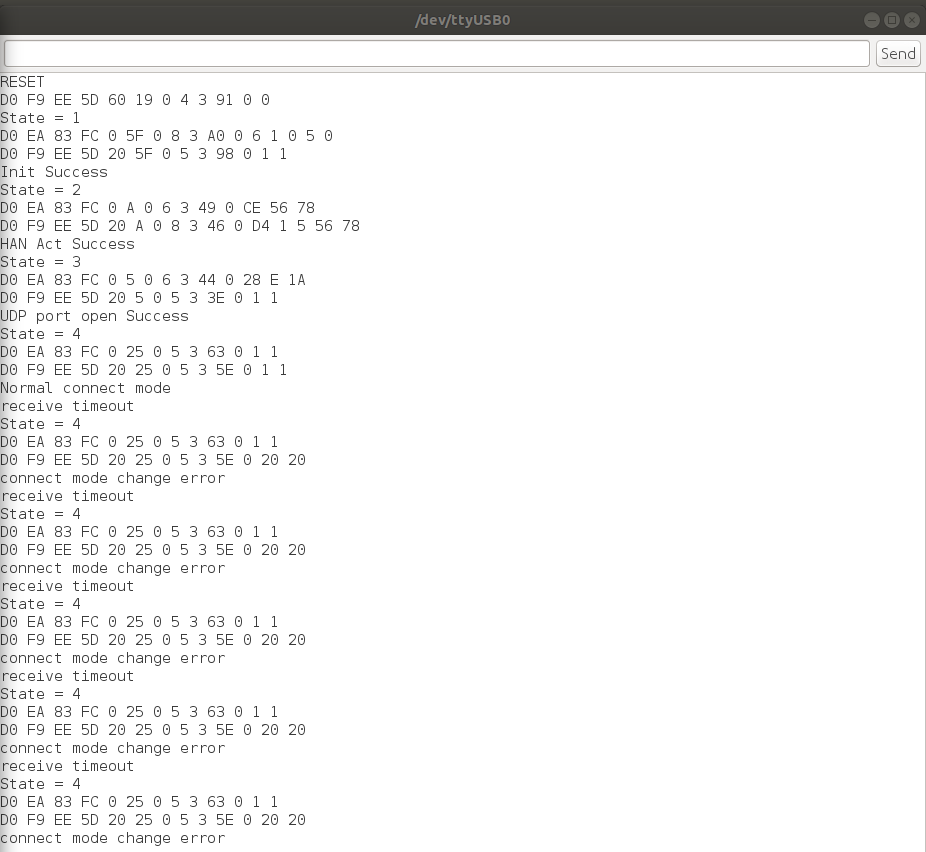 /dev/ttyUSB0
Send
RESET
D0 F9 EE 5D 60 19 0 4 3 91 0 0
State = 1
D0 EA 83 FC 0 5F 0 8 3 A0 0 6 1 0 5 0
D0 F9 EE 5D 20 5F 0 5 3 98 0 1 1
Init Success
State = 2
D0 EA 83 FC 0 A 0 6 3 49 0 CE 56 78
D0 F9 EE 5D 20 A 0 8 3 46 0 D4 1 5 56 78
HAN Act Success
State = 3
D0 EA 83 FC 0 5 0 6 3 44 0 28 E 1A
D0 F9 EE 5D 20 5 0 5 3 3E 0 1 1
UDP port open Success
State = 4
D0 EA 83 FC 0 25 0 5 3 63 0 1 1
D0 F9 EE 5D 20 25 0 5 3 5E 0 1 1
Normal connect mode
receive timeout
State = 4
D0 EA 83 FC 0 25 0 5 3 63 0 1 1
D0 F9 EE 5D 20 25 0 5 3 5E 0 20 20
connect mode change error
receive timeout
State = 4
D0 EA 83 FC 0 25 0 5 3 63 0 1 1
D0 F9 EE 5D 20 25 0 5 3 5E 0 20 20
connect mode change error
receive timeout
State = 4
D0 EA 83 FC 0 25 0 5 3 63 0 1 1
D0 F9 EE 5D 20 25 0 5 3 5E 0 20 20
connect mode change error
receive timeout
State = 4
D0 EA 83 FC 0 25 0 5 3 63 0 1 1
D0 F9 EE 5D 20 25 0 5 3 5E 0 20 20
connect mode change error
receive timeout
State = 4
D0 EA 83 FC 0 25 0 5 3 63 0 1 1
D0 F9 EE 5D 20 25 0 5 3 5E 0 20 20
connect mode change error